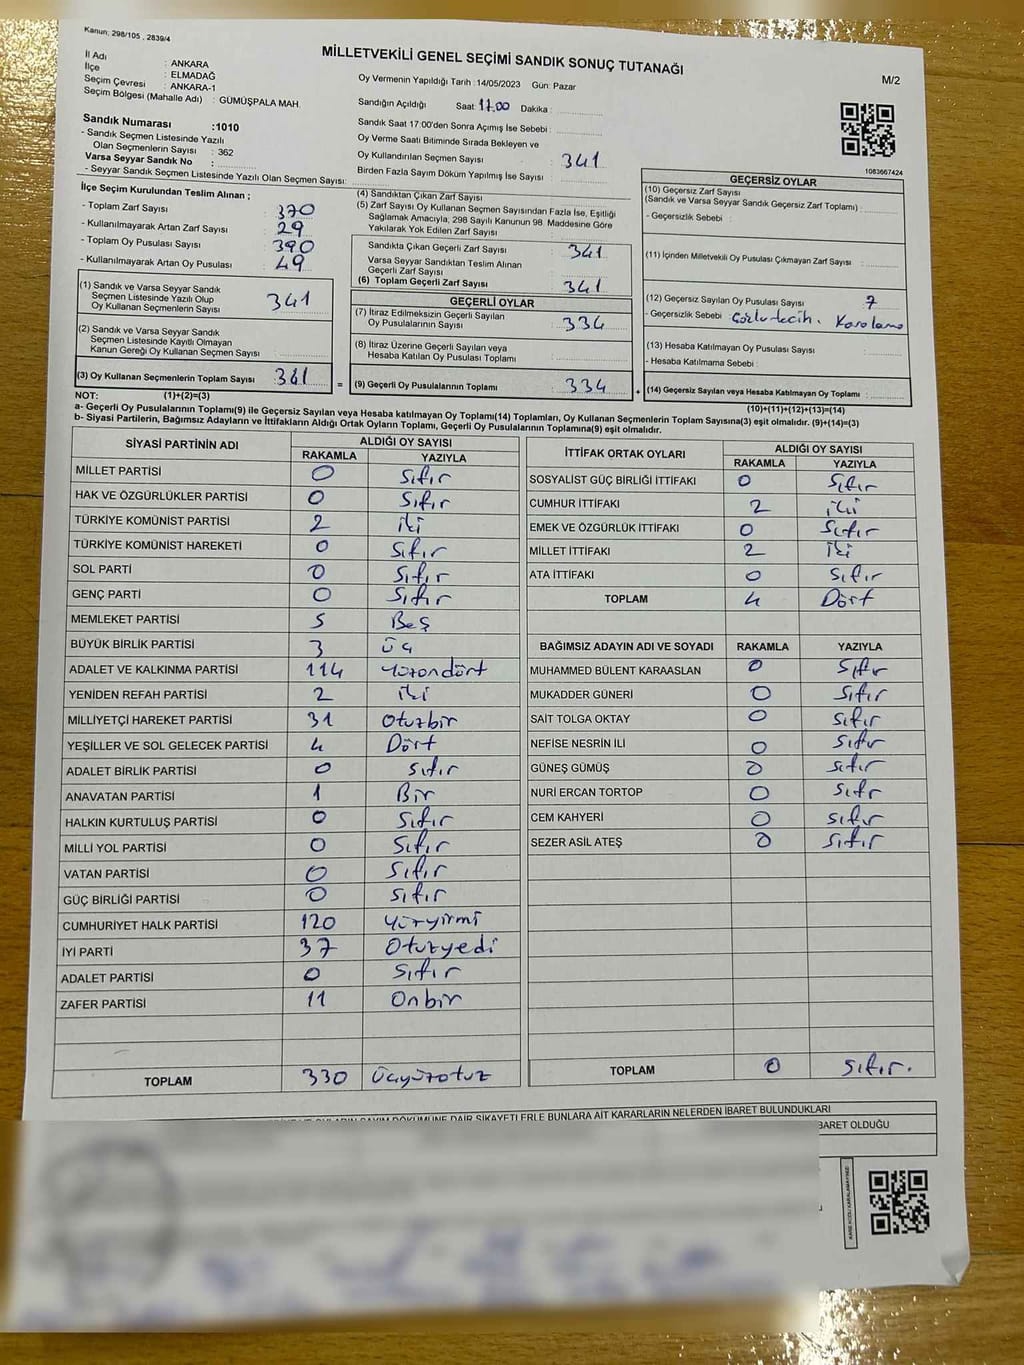 Kanun; 298/105 , 2839/4
MİLLETVEKİLİ GENEL SEÇİMİ SANDIK SONUÇ TUTANAĞI
M/2
İl Adı : ANKARA
İlçe : ELMADAĞ
Seçim Çevresi : ANKARA-1
Seçim Bölgesi (Mahalle Adı) : GÜMÜŞPALA MAH.
Oy Vermenin Yapıldığı Tarih :14/05/2023 Gün: Pazar
Sandığın Açıldığı Saat: 17.00 Dakika :
Sandık Saat 17:00'den Sonra Açımış İse Sebebi :
Oy Verme Saati Bitiminde Sırada Bekleyen ve
Oy Kullandırılan Seçmen Sayısı : 341
Birden Fazla Sayım Döküm Yapılmış İse Sayısı :
Sandık Numarası :1010
- Sandık Seçmen Listesinde Yazılı
Olan Seçmenlerin Sayısı : 362
Varsa Seyyar Sandık No :
- Seyyar Sandık Seçmen Listesinde Yazılı Olan Seçmen Sayısı:
1083667424
İlçe Seçim Kurulundan Teslim Alınan ;
- Toplam Zarf Sayısı : 370
- Kullanılmayarak Artan Zarf Sayısı : 29
- Toplam Oy Pusulası Sayısı : 390
- Kullanılmayarak Artan Oy Pusulası : 49
(1) Sandık ve Varsa Seyyar Sandık
Seçmen Listesinde Yazılı Olup
Oy Kullanan Seçmenlerin Sayısı : 341
(2) Sandık ve Varsa Seyyar Sandık
Seçmen Listesinde Kayıtlı Olmayan
Kanun Gereği Oy Kullanan Seçmen Sayısı :
(3) Oy Kullanan Seçmenlerin Toplam Sayısı : 341
(4) Sandıktan Çıkan Zarf Sayısı :
(5) Zarf Sayısı Oy Kullanan Seçmen Sayısından Fazla İse, Eşitliği
Sağlamak Amacıyla, 298 Sayılı Kanunun 98. Maddesine Göre
Yakılarak Yok Edilen Zarf Sayısı :
Sandıkta Çıkan Geçerli Zarf Sayısı : 341
Varsa Seyyar Sandıktan Teslim Alınan
Geçerli Zarf Sayısı :
(6) Toplam Geçerli Zarf Sayısı : 341
GEÇERLİ OYLAR
(7) İtiraz Edilmeksizin Geçerli Sayılan
Oy Pusulalarının Sayısı : 334
(8) İtiraz Üzerine Geçerli Sayılan veya
Hesaba Katılan Oy Pusulası Toplamı :
= (9) Geçerli Oy Pusulalarının Toplamı : 334 +
GEÇERSİZ OYLAR
(10) Geçersiz Zarf Sayısı
(Sandık ve Varsa Seyyar Sandık Geçersiz Zarf Toplamı) :
- Geçersizlik Sebebi :
(11) İçinden Milletvekili Oy Pusulası Çıkmayan Zarf Sayısı :
(12) Geçersiz Sayılan Oy Pusulası Sayısı : 7
- Geçersizlik Sebebi : Çoklu tecih. Karalama
(13) Hesaba Katılmayan Oy Pusulası Sayısı :
- Hesaba Katılmama Sebebi :
(14) Geçersiz Sayılan veya Hesaba Katılmayan Oy Toplamı :
NOT: (1)+(2)=(3) (10)+(11)+(12)+(13)=(14)
a- Geçerli Oy Pusulalarının Toplamı(9) ile Geçersiz Sayılan veya Hesaba katılmayan Oy Toplamı(14) Toplamları, Oy Kullanan Seçmenlerin Toplam Sayısına(3) eşit olmalıdır. (9)+(14)=(3)
b- Siyasi Partilerin, Bağımsız Adayların ve İttifakların Aldığı Ortak Oyların Toplamı, Geçerli Oy Pusulalarının Toplamına(9) eşit olmalıdır.
SİYASİ PARTİNİN ADI ALDIĞI OY SAYISI
RAKAMLA YAZIYLA
MİLLET PARTİSİ 0 Sıfır
HAK VE ÖZGÜRLÜKLER PARTİSİ 0 Sıfır
TÜRKİYE KOMÜNİST PARTİSİ 2 iki
TÜRKİYE KOMÜNİST HAREKETİ 0 Sıfır
SOL PARTİ 0 Sıfır
GENÇ PARTİ 0 Sıfır
MEMLEKET PARTİSİ 5 Beş
BÜYÜK BİRLİK PARTİSİ 3 üç
ADALET VE KALKINMA PARTİSİ 114 Yüzondört
YENİDEN REFAH PARTİSİ 2 iki
MİLLİYETÇİ HAREKET PARTİSİ 31 Otuzbir
YEŞİLLER VE SOL GELECEK PARTİSİ 4 Dört
ADALET BİRLİK PARTİSİ 0 sıfır
ANAVATAN PARTİSİ 1 Bir
HALKIN KURTULUŞ PARTİSİ 0 Sıfır
MİLLİ YOL PARTİSİ 0 Sıfır
VATAN PARTİSİ 0 Sıfır
GÜÇ BİRLİĞİ PARTİSİ 0 Sıfır
CUMHURİYET HALK PARTİSİ 120 Yüzyirmi
İYİ PARTİ 37 Otuzyedi
ADALET PARTİSİ 0 Sıfır
ZAFER PARTİSİ 11 Onbir
TOPLAM 330 Üçyüzotuz
İTTİFAK ORTAK OYLARI ALDIĞI OY SAYISI
RAKAMLA YAZIYLA
SOSYALİST GÜÇ BİRLİĞİ İTTİFAKI 0 Sıfır
CUMHUR İTTİFAKI 2 iki
EMEK VE ÖZGÜRLÜK İTTİFAKI 0 Sıfır
MİLLET İTTİFAKI 2 İki
ATA İTTİFAKI 0 Sıfır
TOPLAM 4 Dört
BAĞIMSIZ ADAYIN ADI VE SOYADI RAKAMLA YAZIYLA
MUHAMMED BÜLENT KARAASLAN 0 Sıfır
MUKADDER GÜNERİ 0 Sıfır
SAİT TOLGA OKTAY 0 Sıfır
NEFİSE NESRİN İLİ 0 Sıfır
GÜNEŞ GÜMÜŞ 0 Sıfır
NURİ ERCAN TORTOP 0 Sıfır
CEM KAHYERİ 0 Sıfır
SEZER ASİL ATEŞ 0 Sıfır
TOPLAM 0 Sıfır.
SAYIM DÖKÜMÜNE DAİR ŞİKAYETLERLE BUNLARA AİT KARARLARIN NELERDEN İBARET BULUNDUKLARI
BARET OLDUĞU